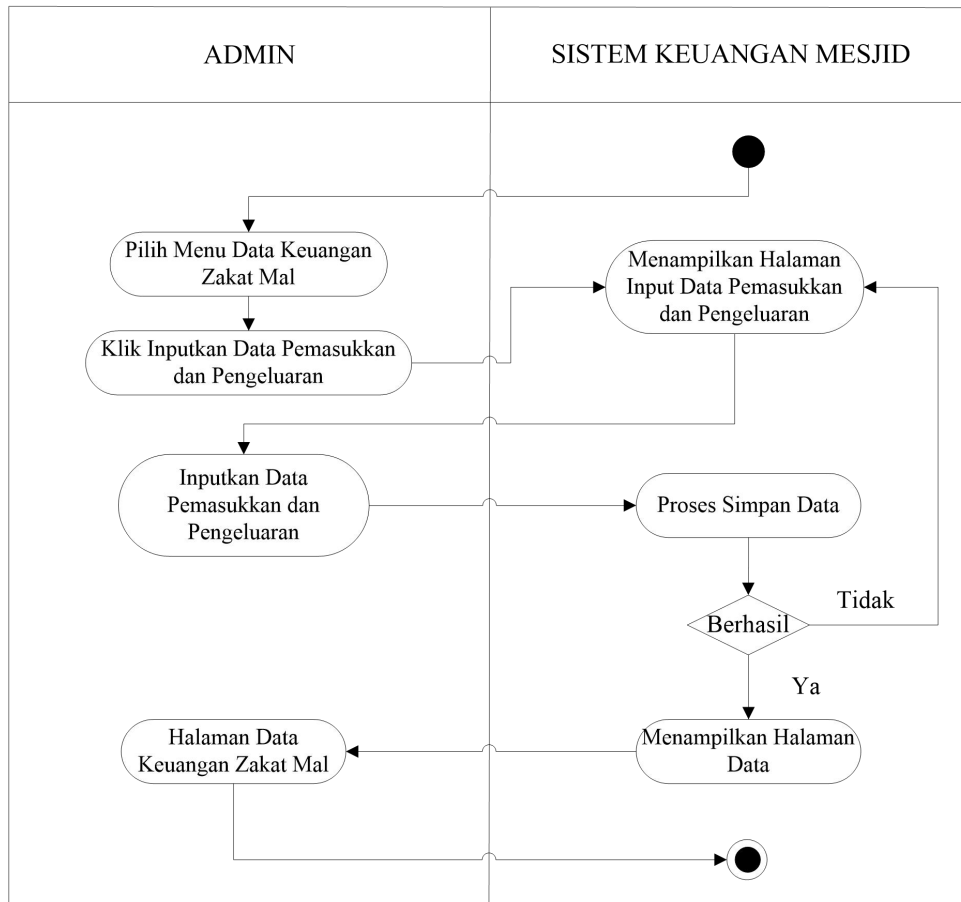 ADMIN
SISTEM KEUANGAN MESJID
Pilih Menu Data Keuangan
Zakat Mal
Menampilkan Halaman
Input Data Pemasukkan
dan Pengeluaran
Klik Inputkan Data Pemasukkan
dan Pengeluaran
Inputkan Data
Pemasukkan dan
Pengeluaran
Proses Simpan Data
Berhasil
Tidak
Ya
Menampilkan Halaman
Data
Halaman Data
Keuangan Zakat Mal